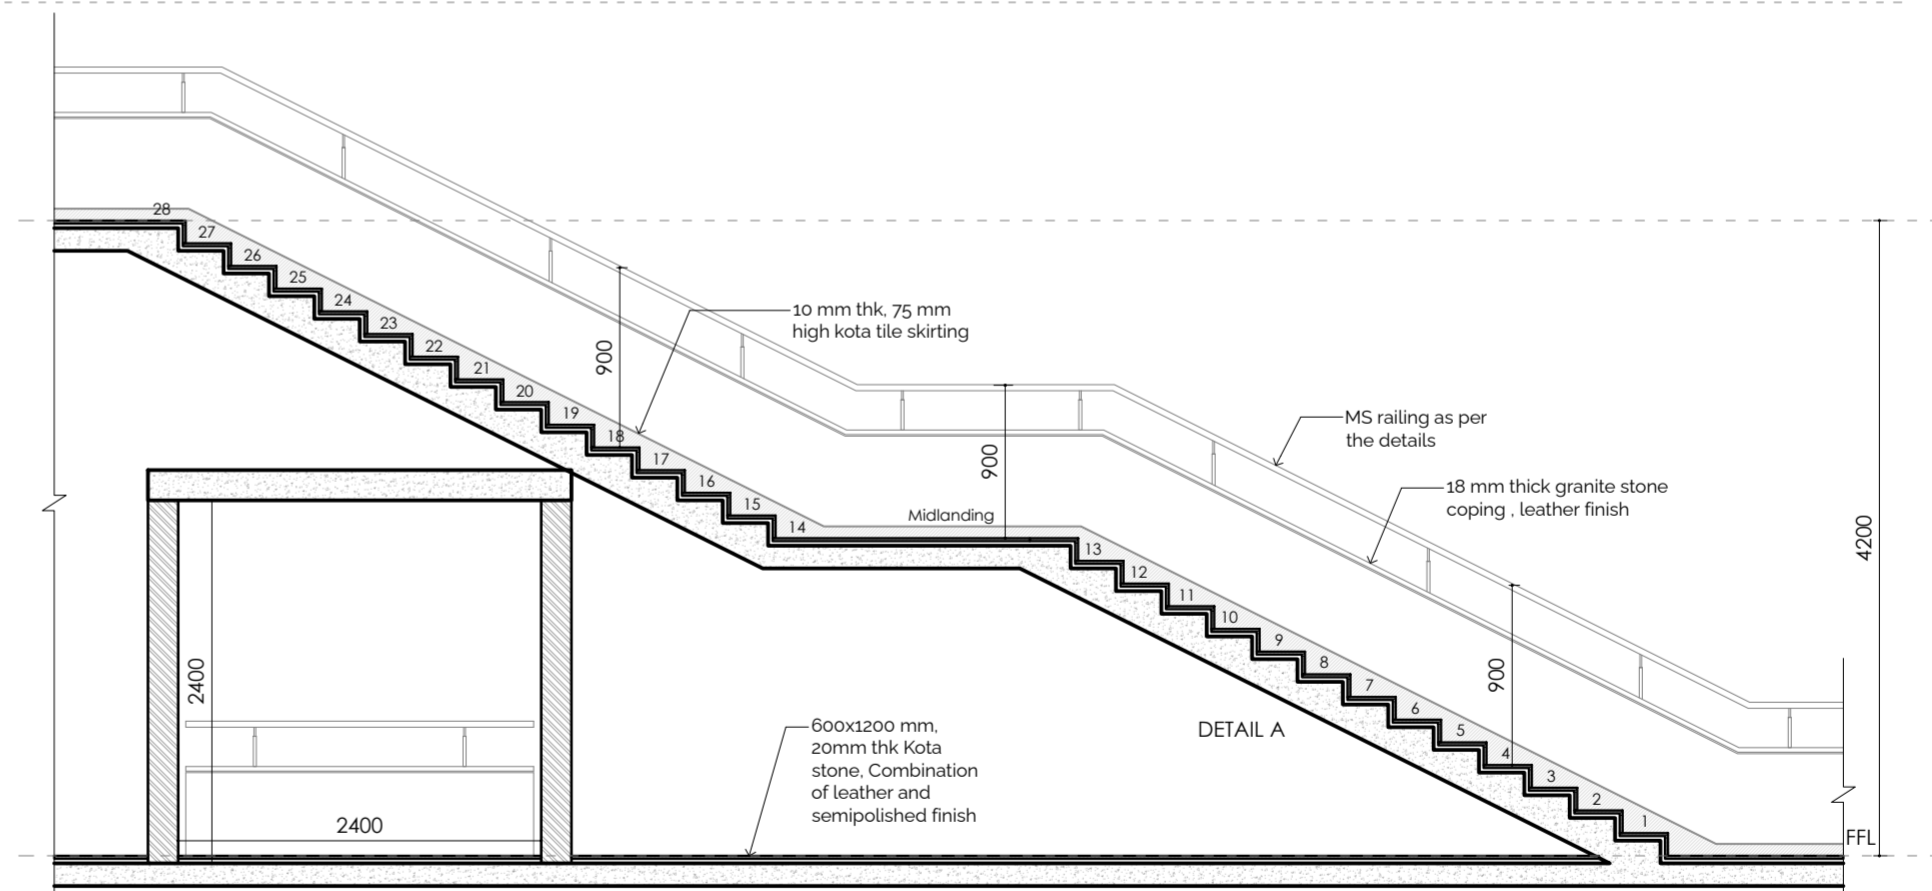 28
27
26
25
24
23
22
21
20
19
18
17
16
15
14
13
12
11
10
9
8
7
6
5
4
3
2
1
900
10 mm thk, 75 mm
high kota tile skirting
Midlanding
900
MS railing as per
the details
18 mm thick granite stone
coping , leather finish
4200
900
2400
2400
600x1200 mm,
20mm thk Kota
stone, Combination
of leather and
semipolished finish
DETAIL A
FFL